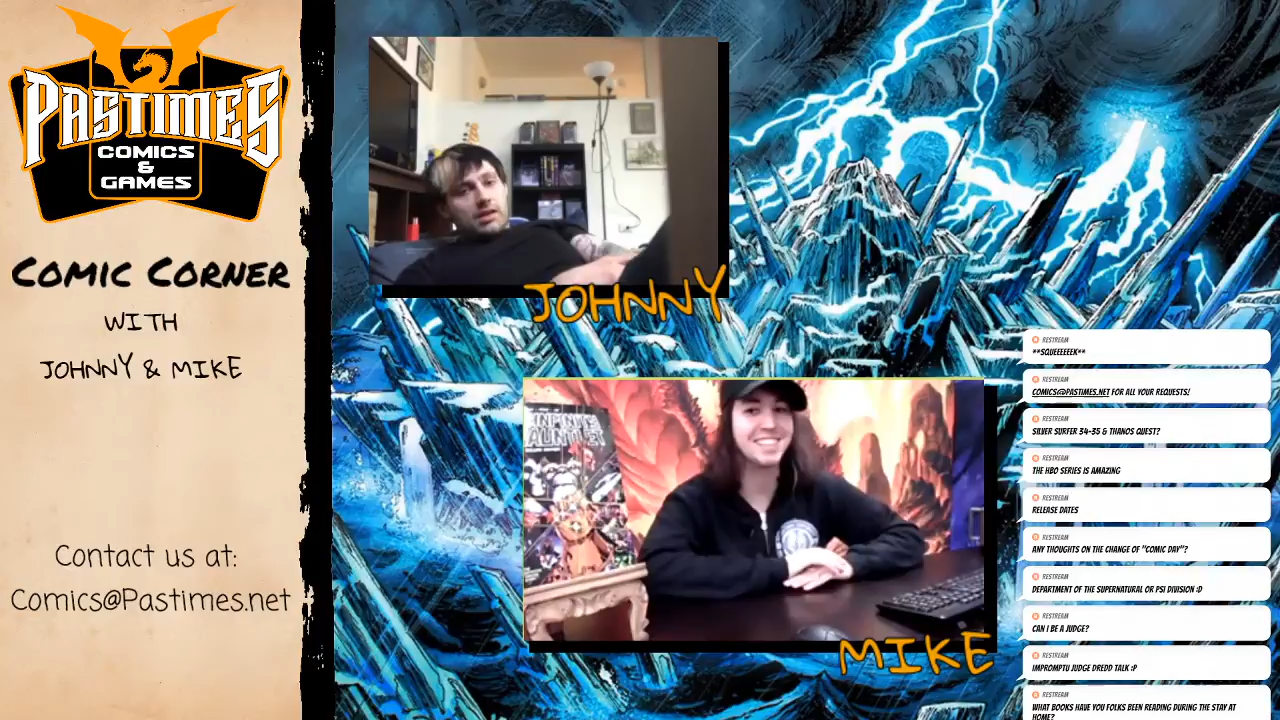 PASTIMES
COMICS
&
GAMES
COMIC CORNER
WITH
JOHNNY & MIKE
Contact us at:
Comics@Pastimes.net
JOHNNY
INFINITY
GAUNTLET
MIKE
RESTREAM
**SQUEEEEEEK**
RESTREAM
COMICS@PASTIMES.NET FOR ALL YOUR REQUESTS!
RESTREAM
SILVER SURFER 34-35 & THANOS QUEST?
RESTREAM
THE HBO SERIES IS AMAZING
RESTREAM
RELEASE DATES
RESTREAM
ANY THOUGHTS ON THE CHANGE OF "COMIC DAY"?
RESTREAM
DEPARTMENT OF THE SUPERNATURAL OR PSI DIVISION :D
RESTREAM
CAN I BE A JUDGE?
RESTREAM
IMPROMPTU JUDGE DREDD TALK :P
RESTREAM
WHAT BOOKS HAVE YOU FOLKS BEEN READING DURING THE STAY AT
HOME?